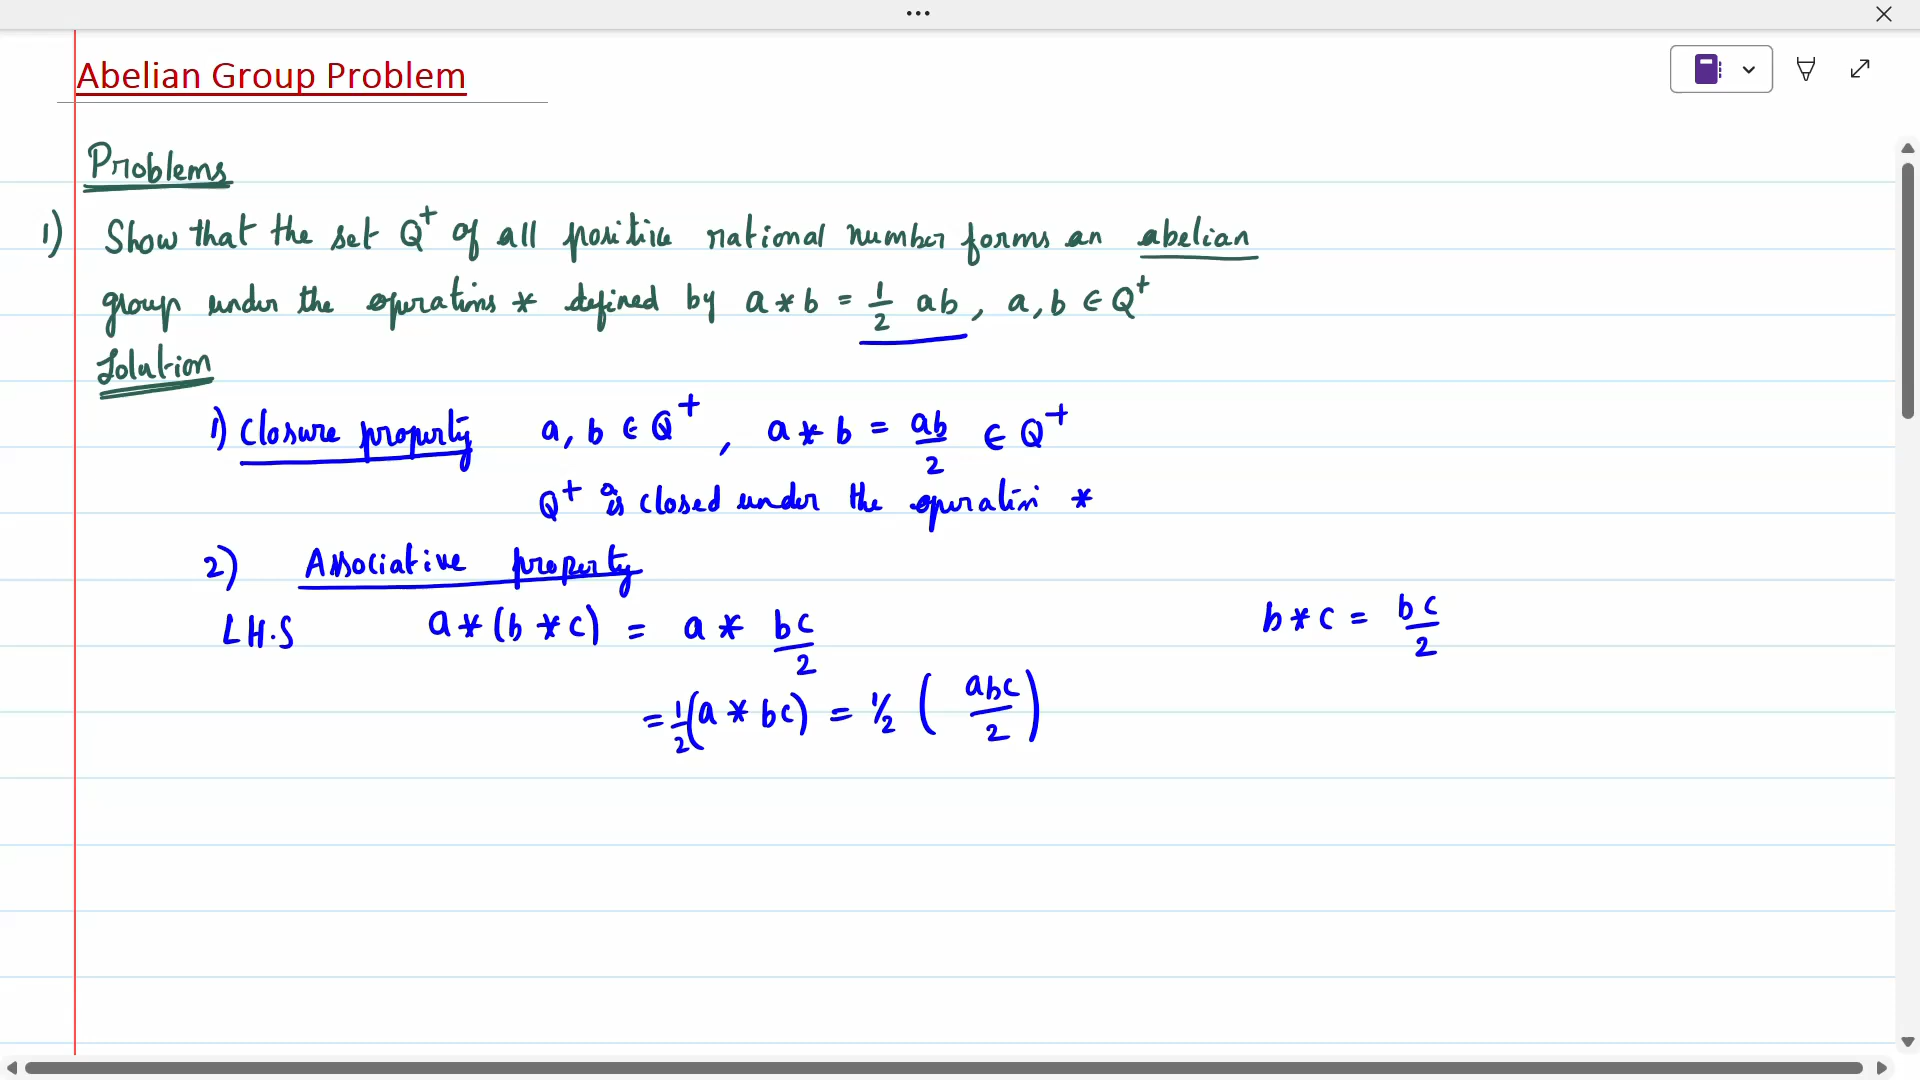 Abelian Group Problem
Problems
1) Show that the set Q⁺ of all positive rational number forms an abelian
group under the operations * defined by a * b = 1/2 ab, a, b ∈ Q⁺
Solution
1) Closure property a, b ∈ Q⁺, a * b = ab/2 ∈ Q⁺
Q⁺ is closed under the operation *
2) Associative property
LH.S a * (b * c) = a * bc/2 b * c = bc/2
= 1/2 (a * bc) = 1/2 (abc/2)